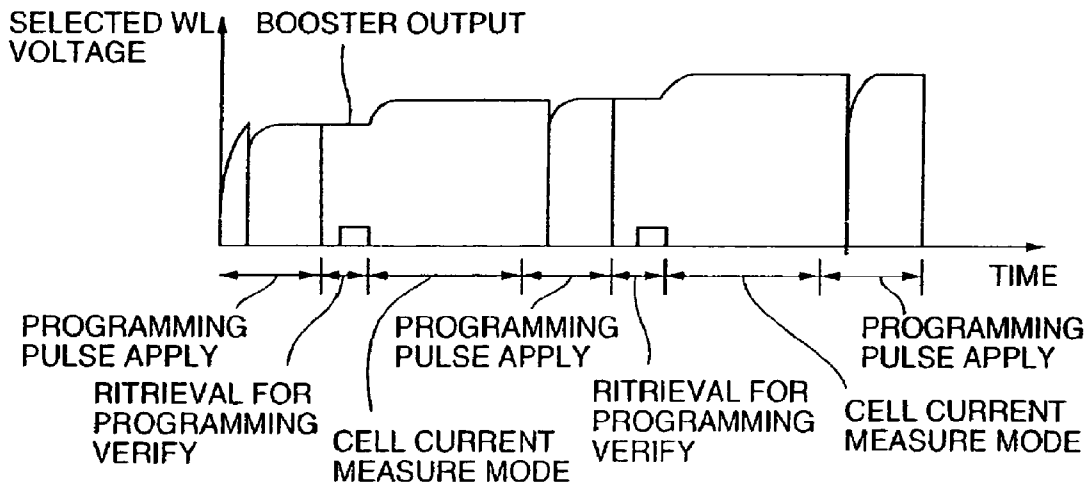 SELECTED WL
VOLTAGE
BOOSTER OUTPUT
TIME
PROGRAMMING
PULSE APPLY
RITRIEVAL FOR
PROGRAMMING
VERIFY
CELL CURRENT
MEASURE MODE
PROGRAMMING
PULSE APPLY
RITRIEVAL FOR
PROGRAMMING
VERIFY
CELL CURRENT
MEASURE MODE
PROGRAMMING
PULSE APPLY